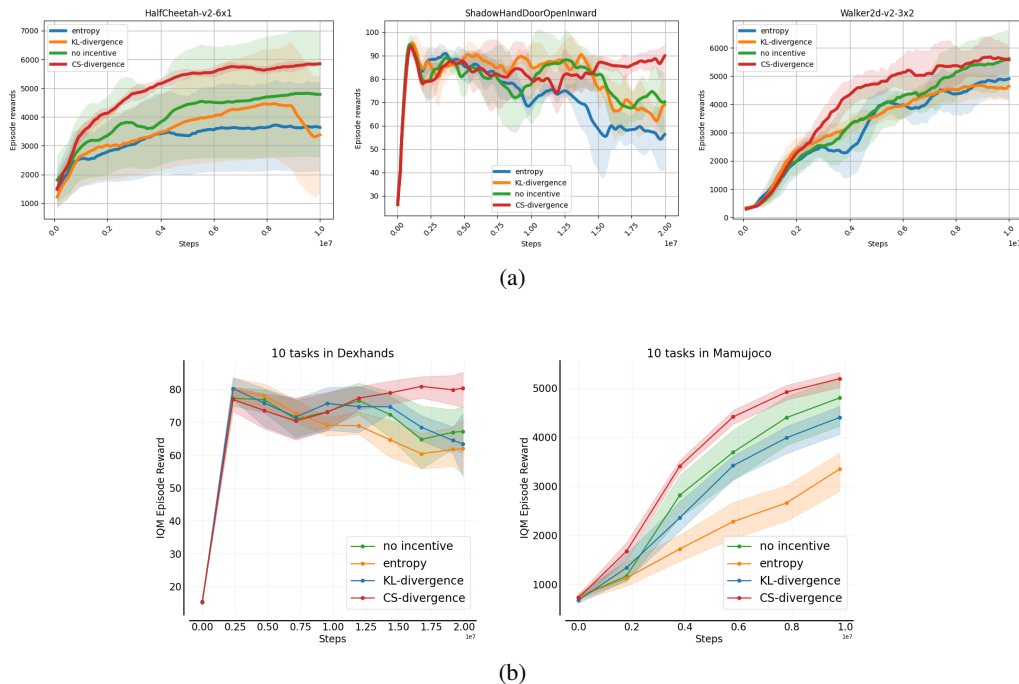 HalfCheetah-v2-6x1
Episode rewards
7000
6000
5000
4000
3000
2000
1000
entropy
KL-divergence
no incentive
CS-divergence
0.0
0.2
0.4
0.6
0.8
1.0
1e7
Steps
ShadowHandDoorOpenInward
Episode rewards
100
90
80
70
60
50
40
30
entropy
KL-divergence
no incentive
CS-divergence
0.00
0.25
0.50
0.75
1.00
1.25
1.50
1.75
2.00
1e7
Steps
Walker2d-v2-3x2
Episode rewards
6000
5000
4000
3000
2000
1000
0
entropy
KL-divergence
no incentive
CS-divergence
0.0
0.2
0.4
0.6
0.8
1.0
1e7
Steps
(a)
10 tasks in Dexhands
IQM Episode Reward
80
70
60
50
40
30
20
no incentive
entropy
KL-divergence
CS-divergence
0.00 0.25 0.50 0.75 1.00 1.25 1.50 1.75 2.00
Steps
1e7
10 tasks in Mamujoco
IQM Episode Reward
5000
4000
3000
2000
1000
no incentive
entropy
KL-divergence
CS-divergence
0.0 0.2 0.4 0.6 0.8 1.0
Steps
1e7
(b)